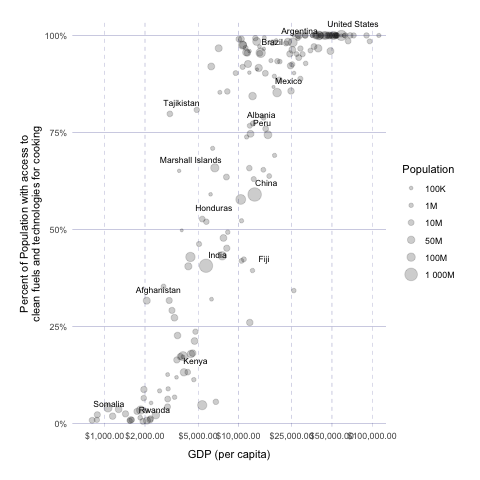 United States
Argentina
100%
Brazil
Mexico
Tajikistan
Albania
Peru
75%
Marshall Islands
China
Honduras
50%
India
Fiji
Afghanistan
25%
Kenya
Somalia
Rwanda
0%
$1,000.00 $2,000.00 $5,000.00 $10,000.00 $25,000.00 $50,000.00 $100,000.00
GDP (per capita)
Percent of Population with access to
clean fuels and technologies for cooking
Population
100K
1M
10M
50M
100M
1 000M